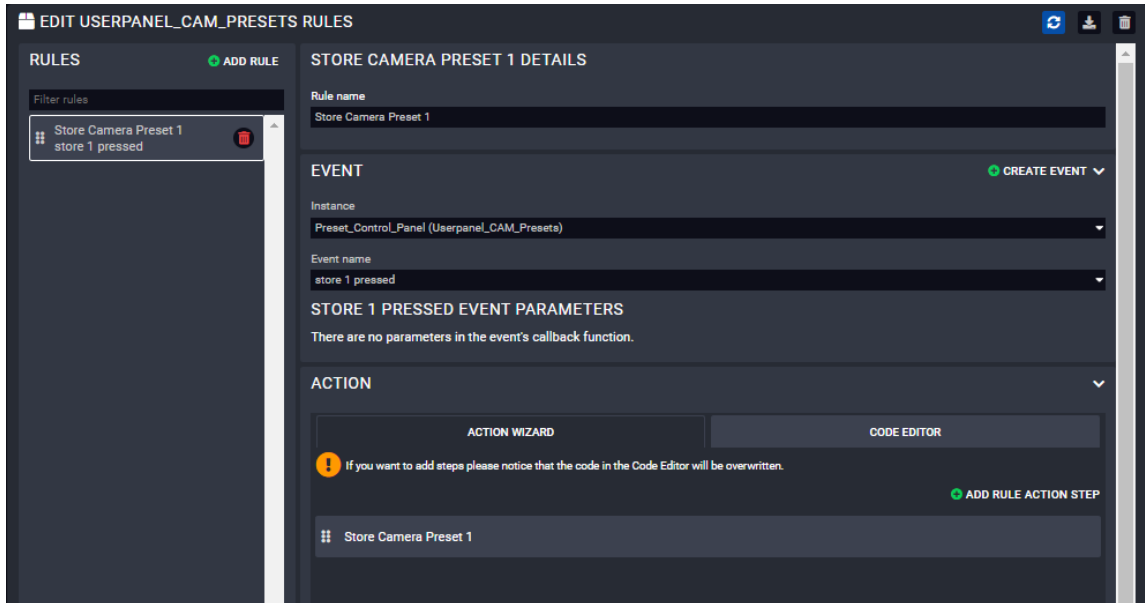 EDIT USERPANEL_CAM_PRESETS RULES
RULES
ADD RULE
Filter rules
Store Camera Preset 1
store 1 pressed
STORE CAMERA PRESET 1 DETAILS
Rule name
Store Camera Preset 1
EVENT
CREATE EVENT
Instance
Preset_Control_Panel (Userpanel_CAM_Presets)
Event name
store 1 pressed
STORE 1 PRESSED EVENT PARAMETERS
There are no parameters in the event's callback function.
ACTION
ACTION WIZARD
CODE EDITOR
If you want to add steps please notice that the code in the Code Editor will be overwritten.
ADD RULE ACTION STEP
Store Camera Preset 1